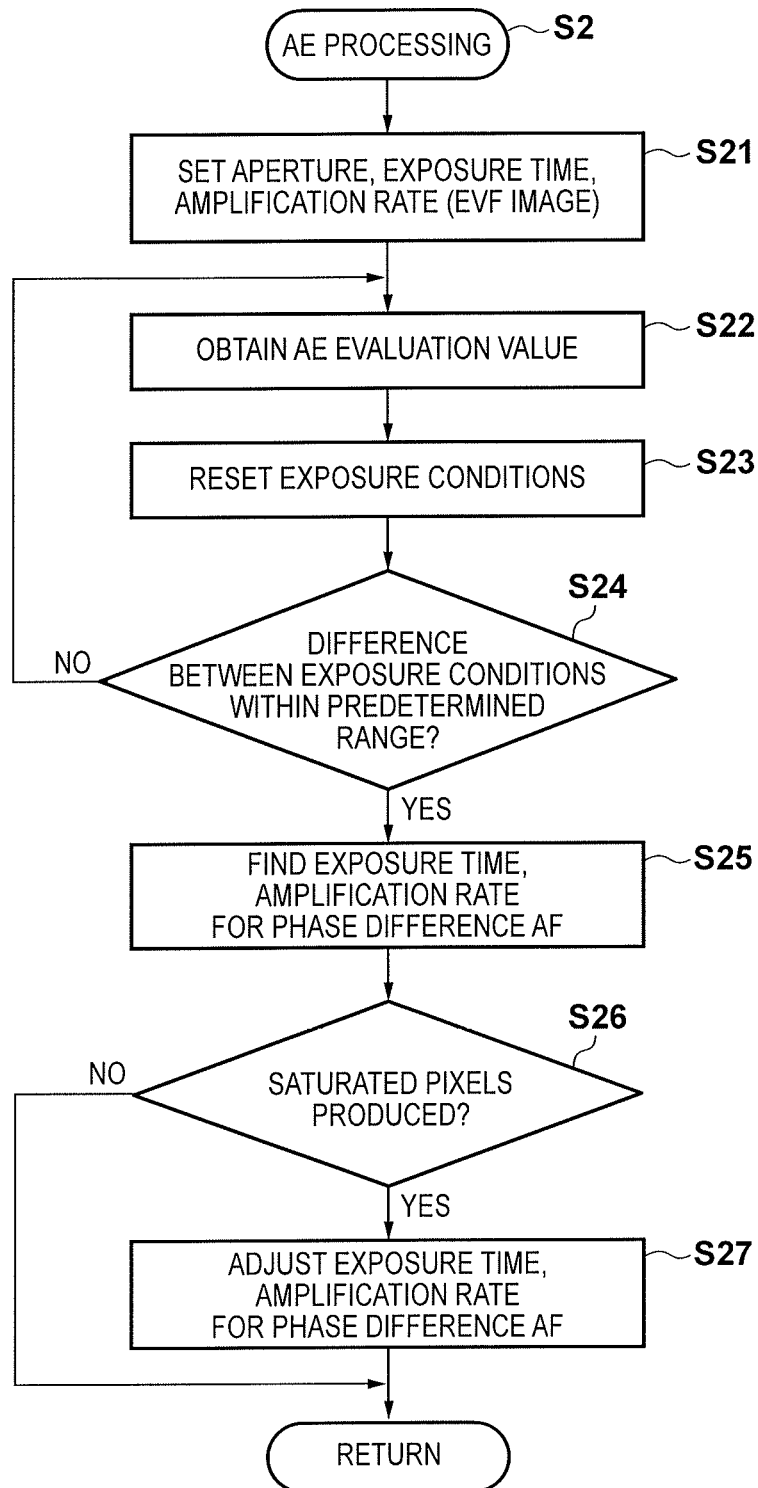 AE PROCESSING
S2
SET APERTURE, EXPOSURE TIME,
AMPLIFICATION RATE (EVF IMAGE)
S21
OBTAIN AE EVALUATION VALUE
S22
RESET EXPOSURE CONDITIONS
S23
S24
DIFFERENCE
BETWEEN EXPOSURE CONDITIONS
WITHIN PREDETERMINED
RANGE?
NO
YES
FIND EXPOSURE TIME,
AMPLIFICATION RATE
FOR PHASE DIFFERENCE AF
S25
S26
SATURATED PIXELS
PRODUCED?
NO
YES
ADJUST EXPOSURE TIME,
AMPLIFICATION RATE
FOR PHASE DIFFERENCE AF
S27
RETURN